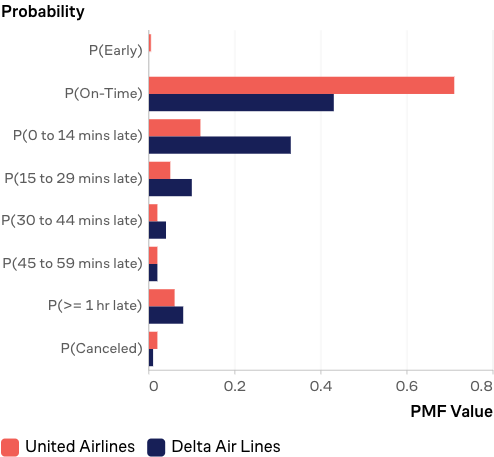 Probability
P(Early)
P(On-Time)
P(0 to 14 mins late)
P(15 to 29 mins late)
P(30 to 44 mins late)
P(45 to 59 mins late)
P(>= 1 hr late)
P(Canceled)
0 0.2 0.4 0.6 0.8
PMF Value
United Airlines Delta Air Lines